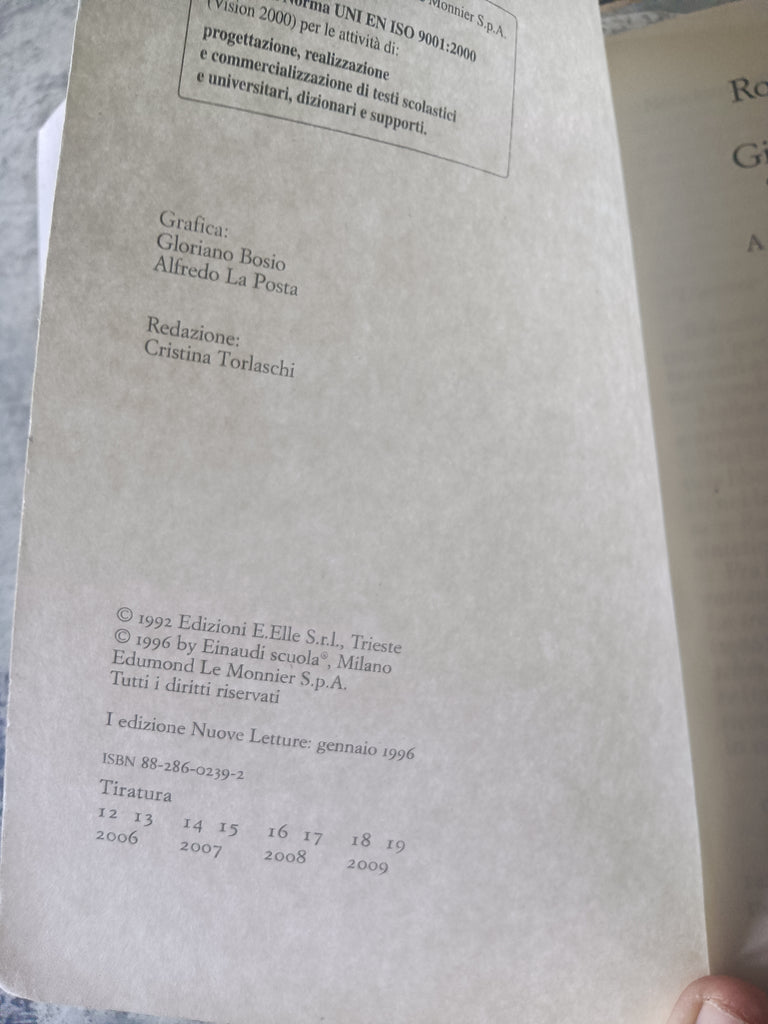 Monnier S.p.A.
Norma UNI EN ISO 9001:2000
(Vision 2000) per le attività di:
progettazione, realizzazione
e commercializzazione di testi scolastici
e universitari, dizionari e supporti.
Grafica:
Gloriano Bosio
Alfredo La Posta
Redazione:
Cristina Torlaschi
© 1992 Edizioni E.Elle S.r.l., Trieste
© 1996 by Einaudi scuola®, Milano
Edumond Le Monnier S.p.A.
Tutti i diritti riservati
I edizione Nuove Letture: gennaio 1996
ISBN 88-286-0239-2
Tiratura
12 13 14 15 16 17 18 19
2006 2007 2008 2009
Ro
Gi
A